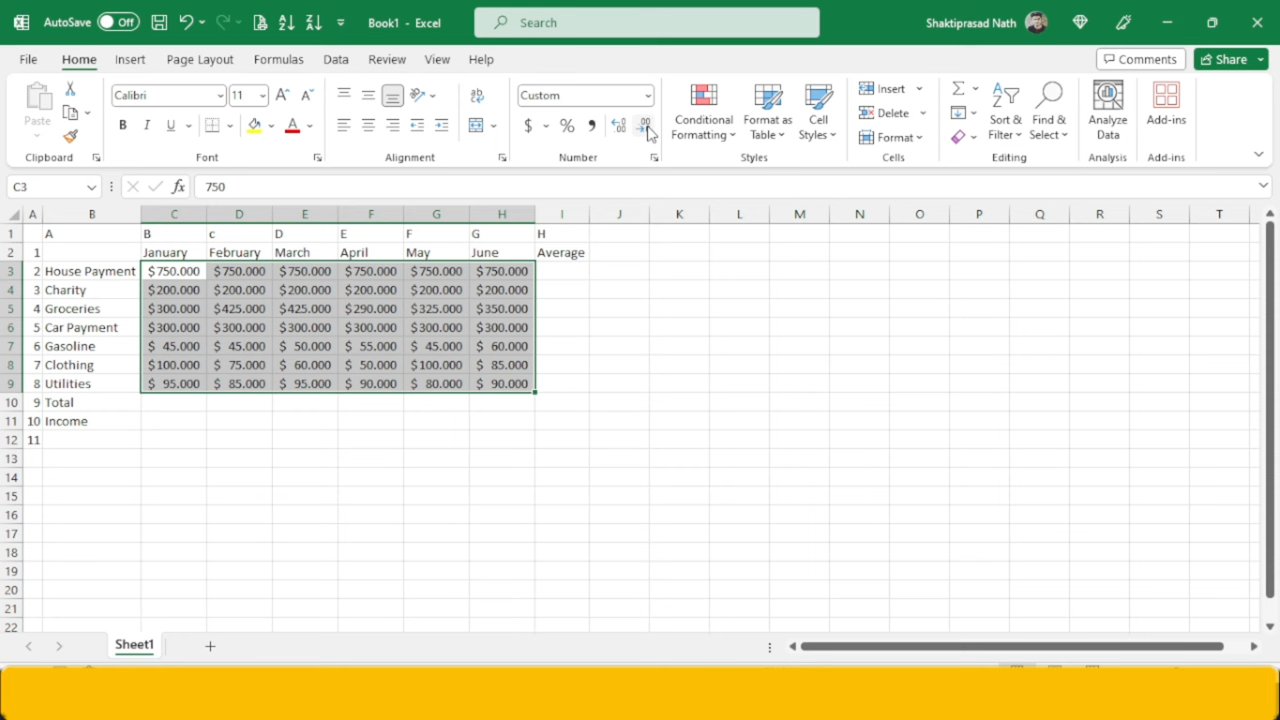 AutoSave Off Book1 - Excel Search Shaktiprasad Nath
File Home Insert Page Layout Formulas Data Review View Help Comments Share
Paste Calibri 11 A A ab Custom Conditional Formatting Format as Table Cell Styles Insert Delete Format Sort & Filter Find & Select Analyze Data Add-ins
B I U A $ % , .00
Clipboard Font Alignment Number Styles Cells Editing Analysis Add-ins
C3 fx 750
A B C D E F G H I J K L M N O P Q R S T
1 A B c D E F G H
2 1 January February March April May June Average
3 2 House Payment $750.000 $750.000 $750.000 $750.000 $750.000 $750.000
4 3 Charity $200.000 $200.000 $200.000 $200.000 $200.000 $200.000
5 4 Groceries $300.000 $425.000 $425.000 $290.000 $325.000 $350.000
6 5 Car Payment $300.000 $300.000 $300.000 $300.000 $300.000 $300.000
7 6 Gasoline $ 45.000 $ 45.000 $ 50.000 $ 55.000 $ 45.000 $ 60.000
8 7 Clothing $100.000 $ 75.000 $ 60.000 $ 50.000 $100.000 $ 85.000
9 8 Utilities $ 95.000 $ 85.000 $ 95.000 $ 90.000 $ 80.000 $ 90.000
10 9 Total
11 10 Income
12 11
13
14
15
16
17
18
19
20
21
22
Sheet1